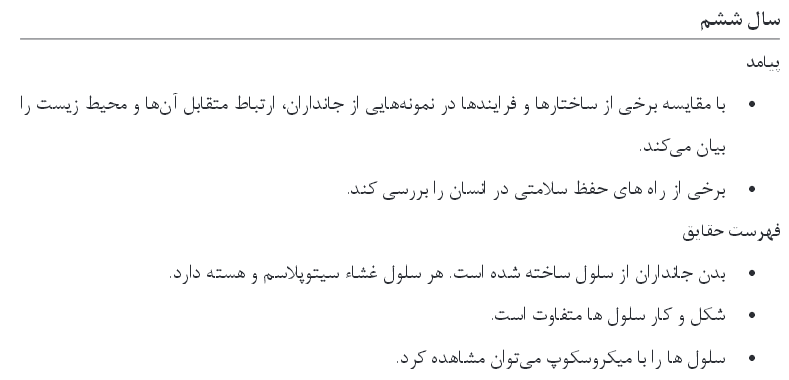 سال ششم
پیامد
• با مقایسه برخی از ساختارها و فرایندها در نمونه‌هایی از جانداران، ارتباط متقابل آن‌ها و محیط زیست را
بیان می‌کند.
• برخی از راه های حفظ سلامتی در انسان را بررسی کند.
فهرست حقایق
• بدن جانداران از سلول ساخته شده است. هر سلول غشاء سیتوپلاسم و هسته دارد.
• شکل و کار سلول ها متفاوت است.
• سلول ها را با میکروسکوپ می‌توان مشاهده کرد.